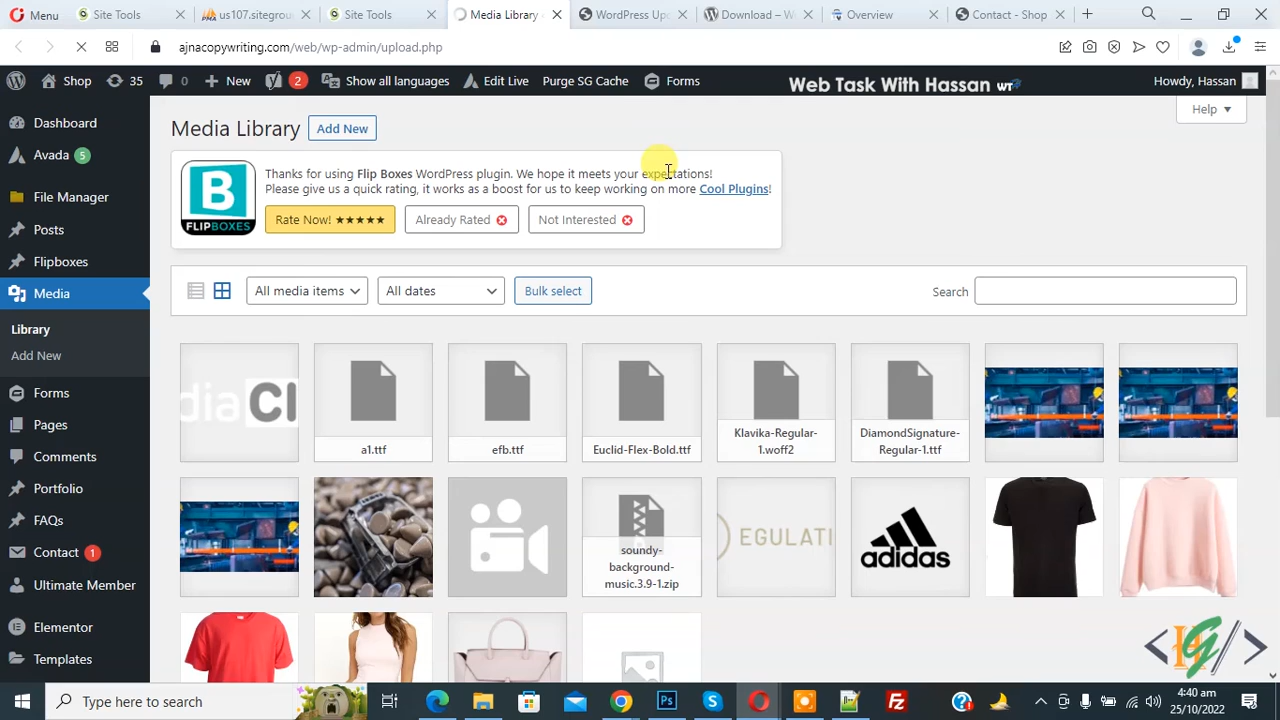 Menu
Site Tools
us107.sitegrou
Site Tools
Media Library
WordPress Upd
Download – W
Overview
Contact - Shop
ajnacopywriting.com/web/wp-admin/upload.php
Shop
35
0
New
2
Show all languages
Edit Live
Purge SG Cache
Forms
Web Task With Hassan WT
Howdy, Hassan
Dashboard
Avada 5
File Manager
Posts
Flipboxes
Media
Library
Add New
Forms
Pages
Comments
Portfolio
FAQs
Contact 1
Ultimate Member
Elementor
Templates
Media Library
Add New
Help
B
FLIPBOXES
Thanks for using Flip Boxes WordPress plugin. We hope it meets your expectations!
Please give us a quick rating, it works as a boost for us to keep working on more Cool Plugins!
Rate Now! ★★★★★
Already Rated
Not Interested
All media items
All dates
Bulk select
Search
diaCl
a1.ttf
efb.ttf
Euclid-Flex-Bold.ttf
Klavika-Regular-
1.woff2
DiamondSignature-
Regular-1.ttf
soundy-
background-
music.3.9-1.zip
EGULATI
adidas
Type here to search
Ps
4:40 am
25/10/2022